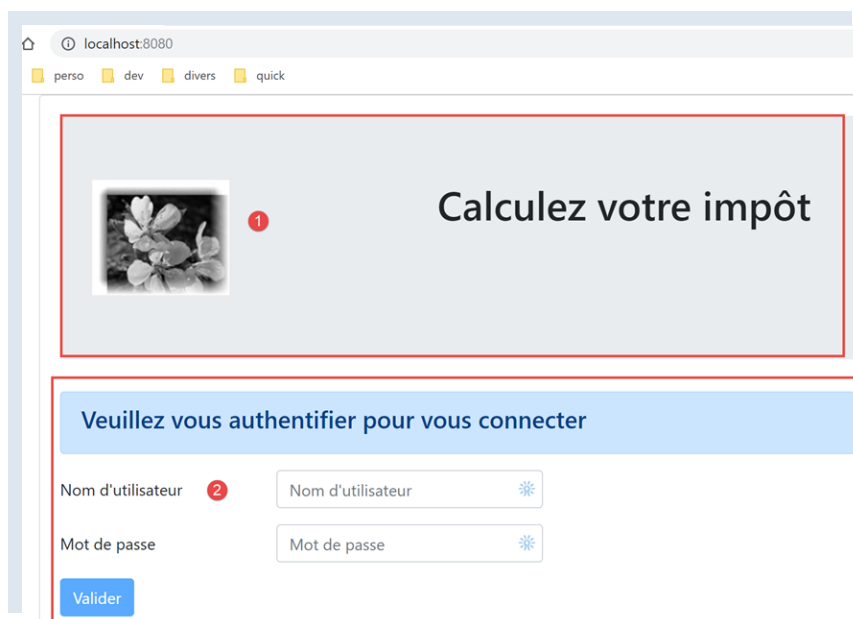 localhost:8080
perso dev divers quick
1
Calculez votre impôt
Veuillez vous authentifier pour vous connecter
Nom d'utilisateur 2 Nom d'utilisateur
Mot de passe Mot de passe
Valider